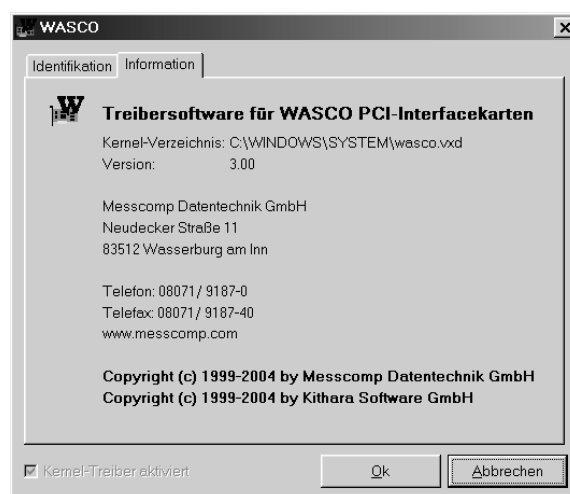 WASCO
Identifikation Information
W
Treibersoftware für WASCO PCI-Interfacekarten
Kernel-Verzeichnis: C:\WINDOWS\SYSTEM\wasco.vxd
Version: 3.00
Messcomp Datentechnik GmbH
Neudecker Straße 11
83512 Wasserburg am Inn
Telefon: 08071/ 9187-0
Telefax: 08071/ 9187-40
www.messcomp.com
Copyright (c) 1999-2004 by Messcomp Datentechnik GmbH
Copyright (c) 1999-2004 by Kithara Software GmbH
Kernel-Treiber aktiviert Ok Abbrechen